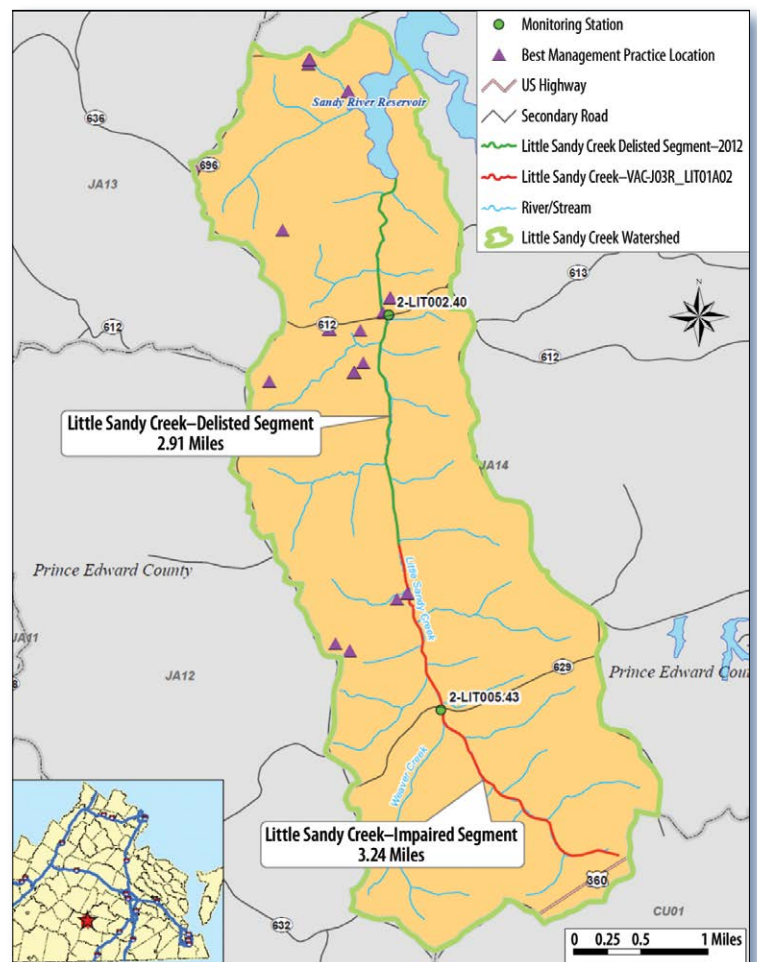 Monitoring Station
Best Management Practice Location
US Highway
Secondary Road
Little Sandy Creek Delisted Segment–2012
Little Sandy Creek–VAC-J03R_LIT01A02
River/Stream
Little Sandy Creek Watershed
Sandy River Reservoir
636
696
JA13
613
2-LIT002.40
612
612
612
Little Sandy Creek–Delisted Segment
2.91 Miles
JA14
Prince Edward County
Little Sandy Creek
JA11
JA12
629
Prince Edward Coun
8
2-LIT005.43
Weaver Creek
Little Sandy Creek–Impaired Segment
3.24 Miles
360
632
CU01
0 0.25 0.5 1 Miles